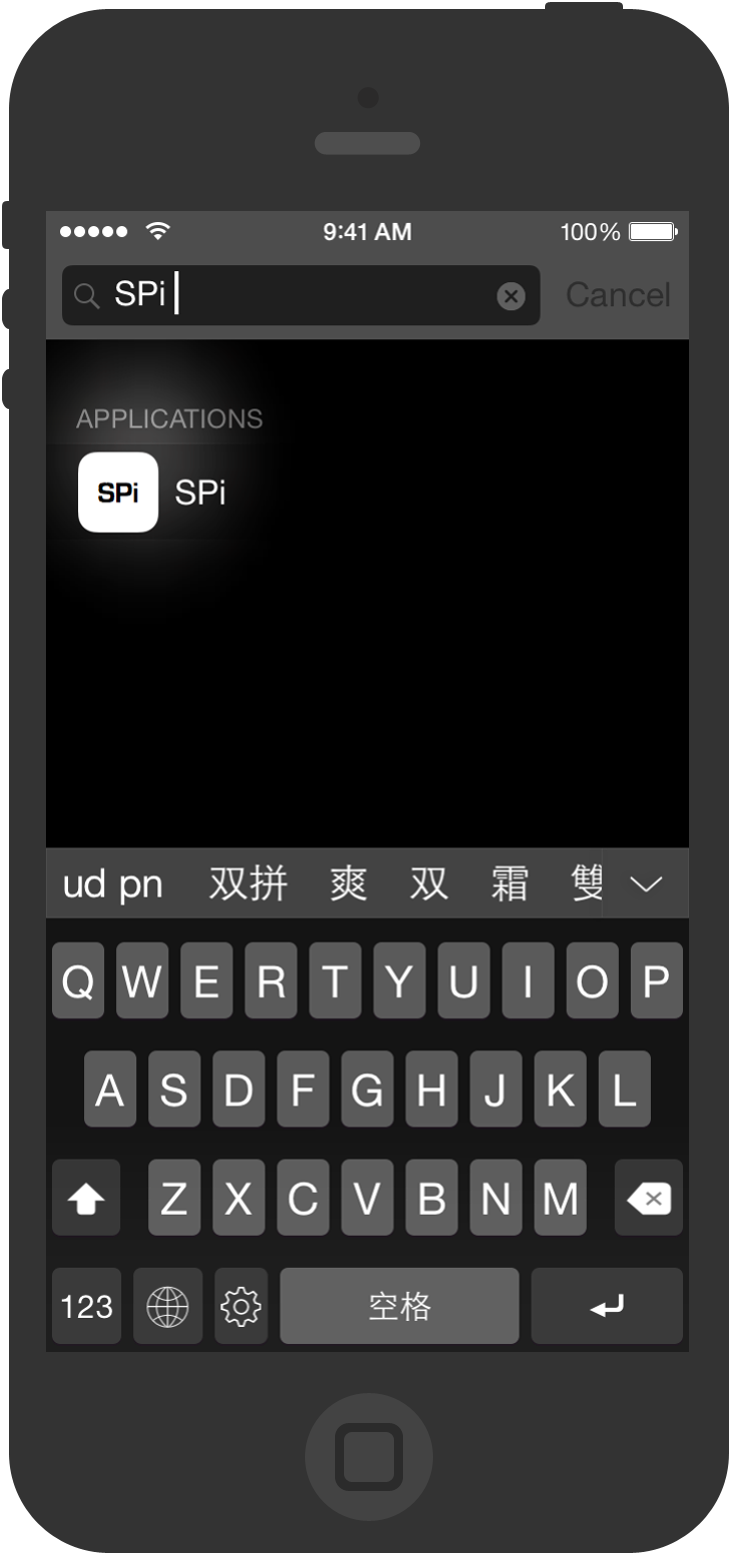 9:41 AM 100%
SPi Cancel
APPLICATIONS
SPi SPi
ud pn 双拼 爽 双 霜 雙
Q W E R T Y U I O P
A S D F G H J K L
Z X C V B N M
123 空格